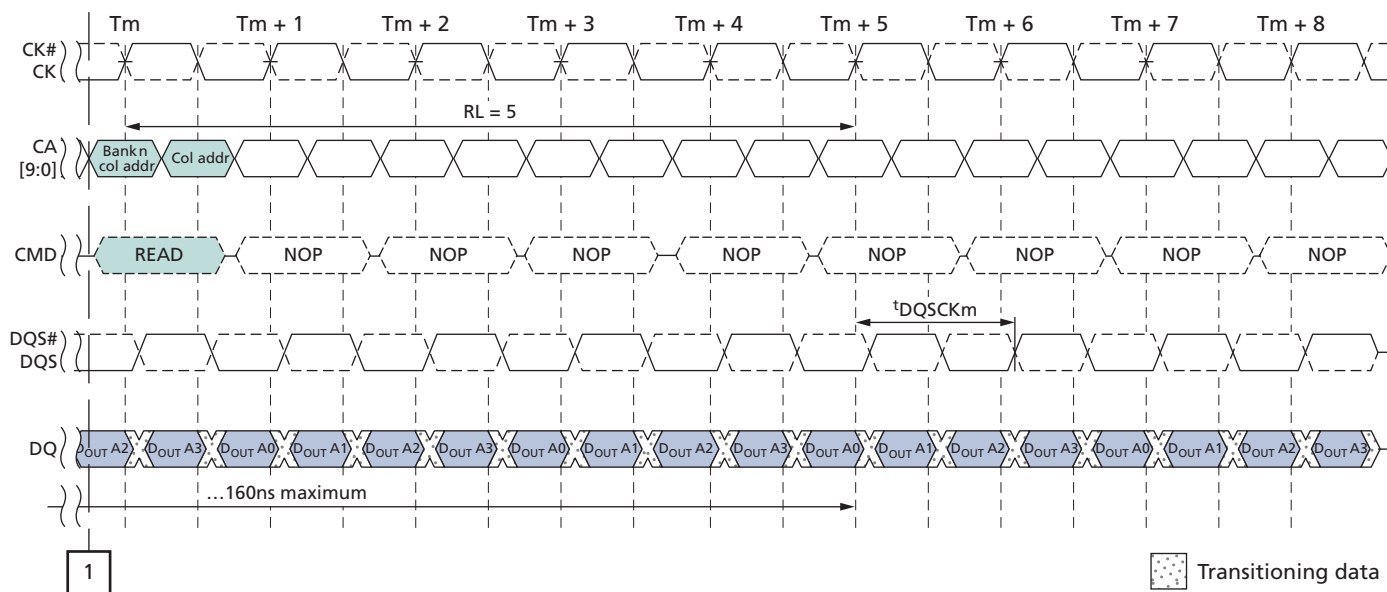 Tm Tm + 1 Tm + 2 Tm + 3 Tm + 4 Tm + 5 Tm + 6 Tm + 7 Tm + 8
CK#
CK
RL = 5
CA
[9:0]
Bank n
col addr
Col addr
CMD READ NOP NOP NOP NOP NOP NOP NOP NOP
tDQSCKm
DQS#
DQS
DQ DOUT A2 DOUT A3 DOUT A0 DOUT A1 DOUT A2 DOUT A3 DOUT A0 DOUT A1 DOUT A2 DOUT A3 DOUT A0 DOUT A1 DOUT A2 DOUT A3 DOUT A0 DOUT A1 DOUT A2 DOUT A3
...160ns maximum
1
Transitioning data